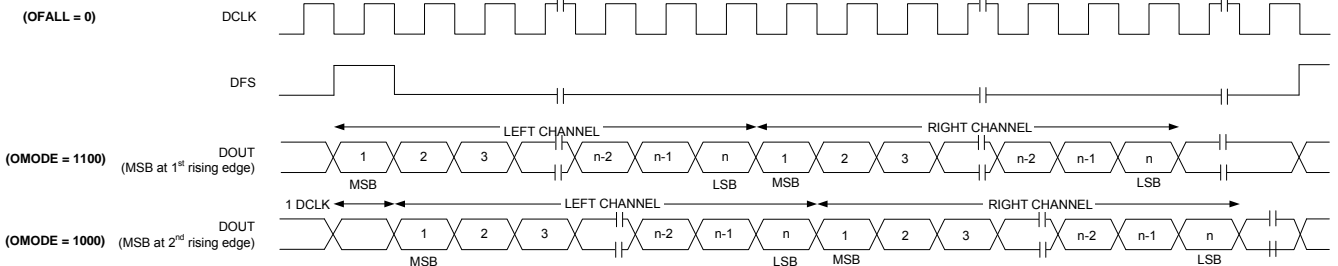 (OFALL = 0) DCLK
DFS
LEFT CHANNEL RIGHT CHANNEL
(OMODE = 1100) DOUT 1 2 3 n-2 n-1 n 1 2 3 n-2 n-1 n
(MSB at 1st rising edge)
MSB LSB MSB LSB
1 DCLK LEFT CHANNEL RIGHT CHANNEL
(OMODE = 1000) DOUT 1 2 3 n-2 n-1 n 1 2 3 n-2 n-1 n
(MSB at 2nd rising edge)
MSB LSB MSB LSB